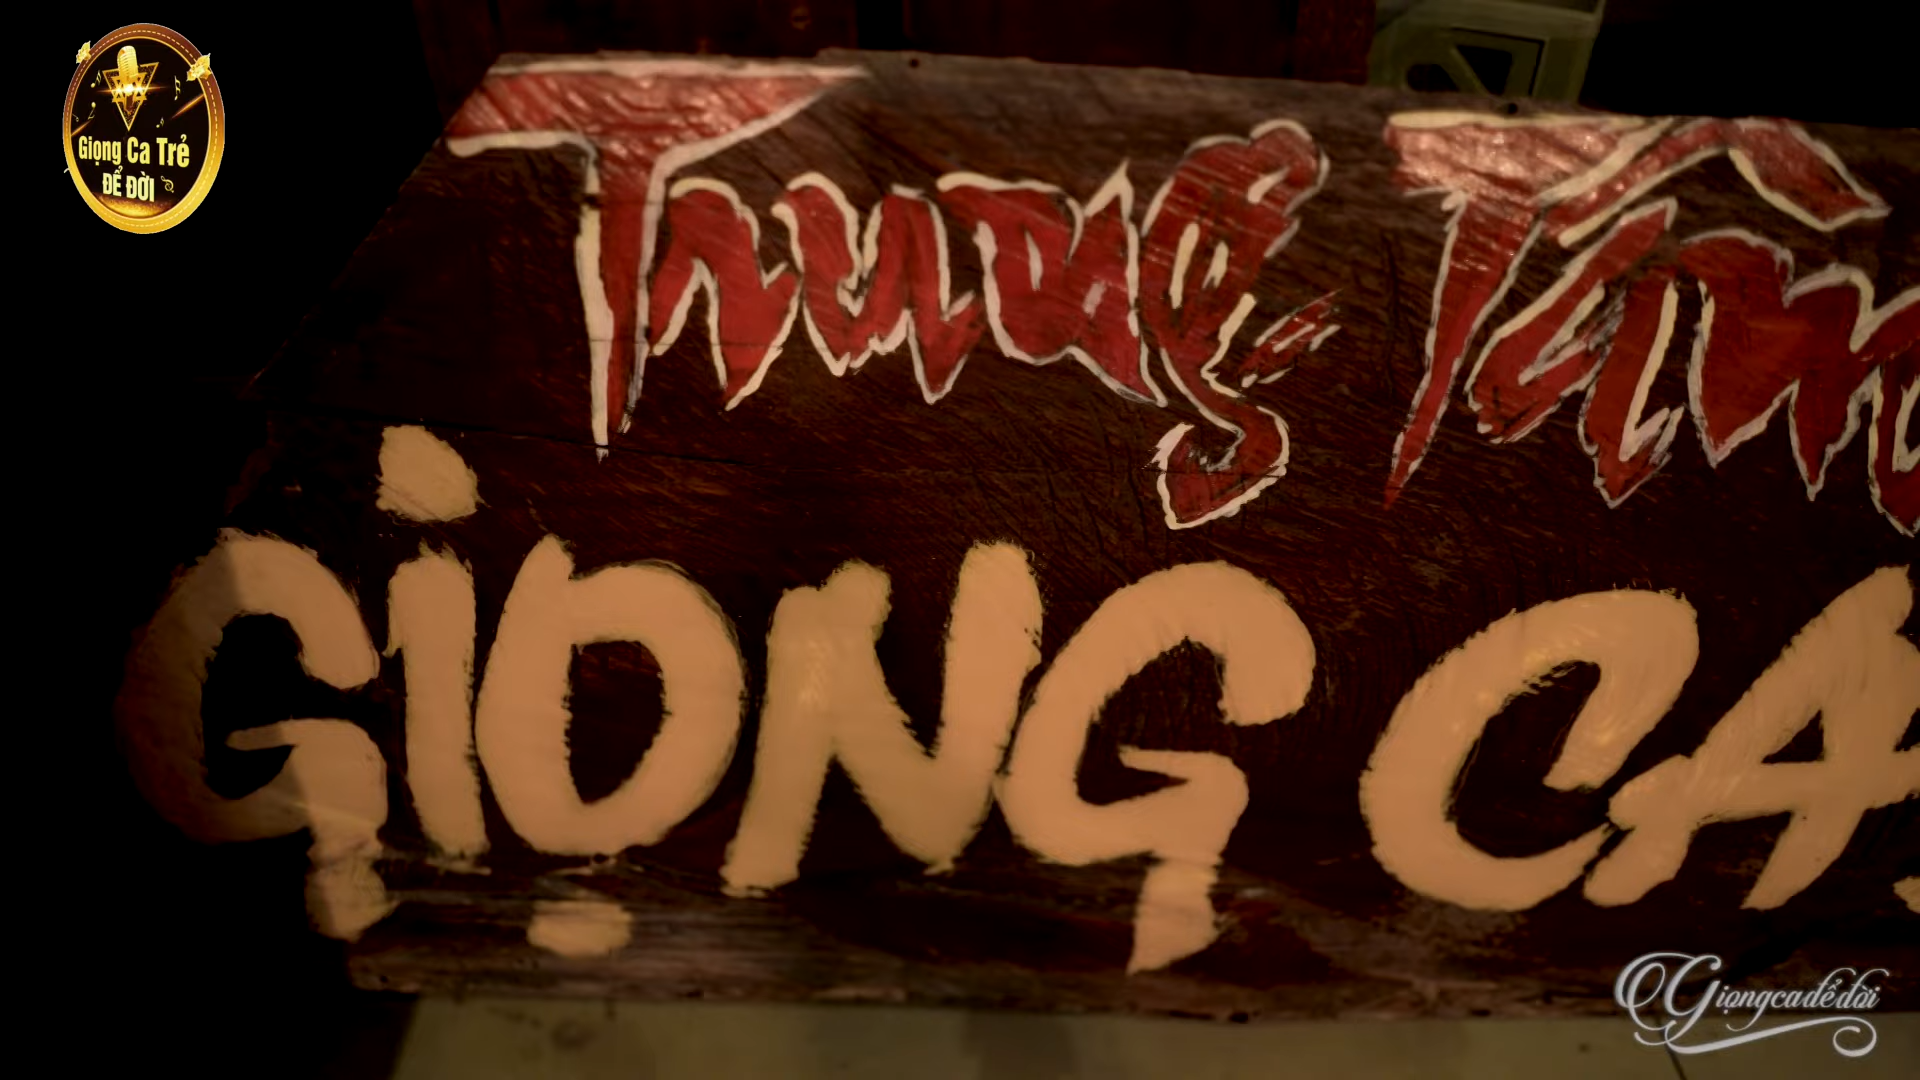 Giọng Ca Trẻ
ĐỂ ĐỜI
Trung Tâm
GIỌNG CA
Giọngcađểđời